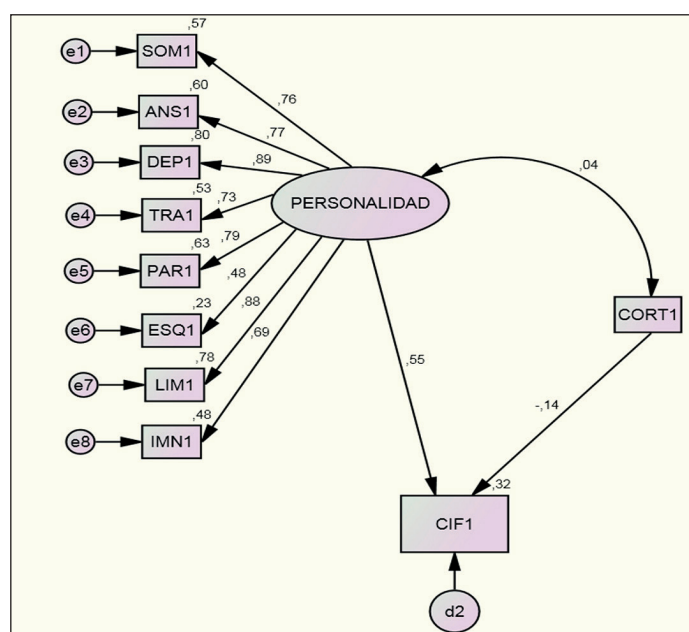 ,57
e1 SOM1
,76
,60
e2 ANS1
,77
,80
e3 DEP1
,89
,04
,53
e4 TRA1
,73
PERSONALIDAD
,63 ,79
e5 PAR1
,48
,23
e6 ESQ1
,88
,69
CORT1
,78
e7 LIM1
,55
-,14
,48
e8 IMN1
,32
CIF1
d2